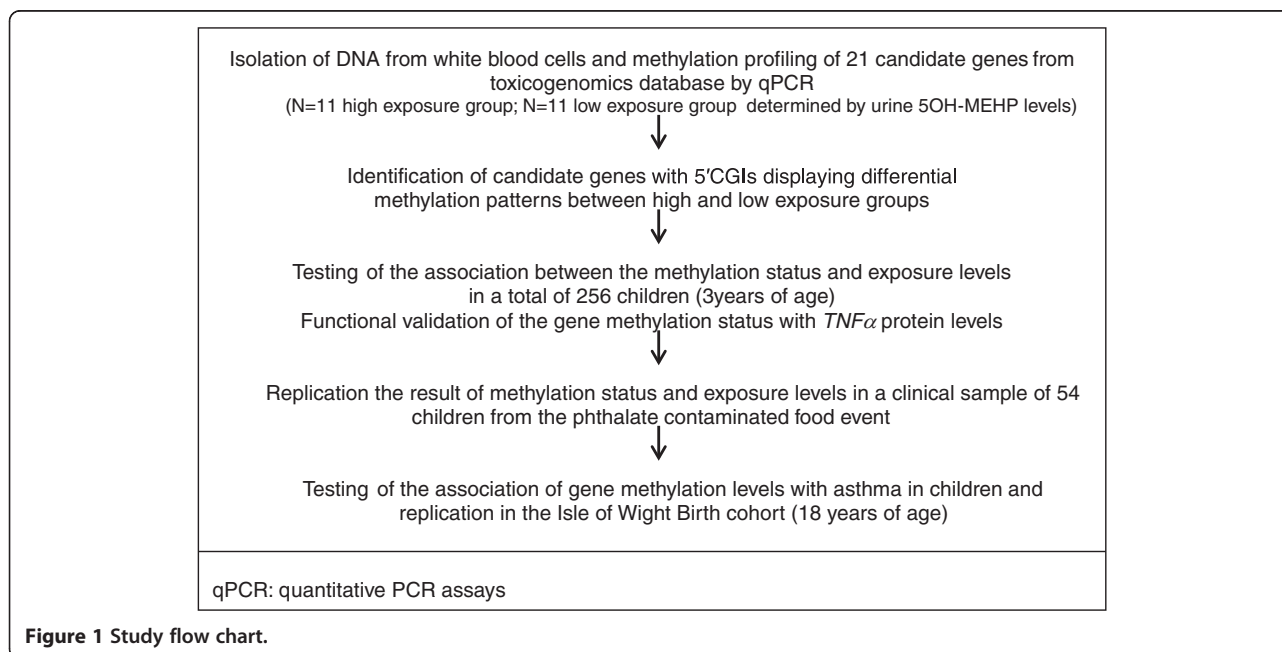 Isolation of DNA from white blood cells and methylation profiling of 21 candidate genes from
toxicogenomics database by qPCR
(N=11 high exposure group; N=11 low exposure group determined by urine 5OH-MEHP levels)
Identification of candidate genes with 5'CGIs displaying differential
methylation patterns between high and low exposure groups
Testing of the association between the methylation status and exposure levels
in a total of 256 children (3years of age)
Functional validation of the gene methylation status with TNFα protein levels
Replication the result of methylation status and exposure levels in a clinical sample of 54
children from the phthalate contaminated food event
Testing of the association of gene methylation levels with asthma in children and
replication in the Isle of Wight Birth cohort (18 years of age)
qPCR: quantitative PCR assays
Figure 1 Study flow chart.